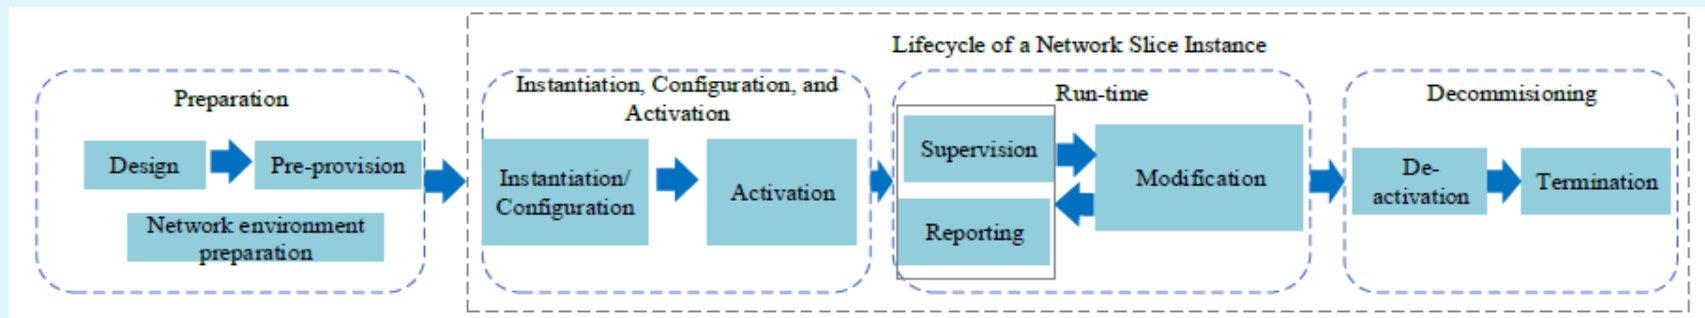 Lifecycle of a Network Slice Instance
Preparation
Design
Pre-provision
Network environment
preparation
Instantiation, Configuration, and
Activation
Instantiation/
Configuration
Activation
Run-time
Supervision
Reporting
Modification
Decommisioning
De-
activation
Termination